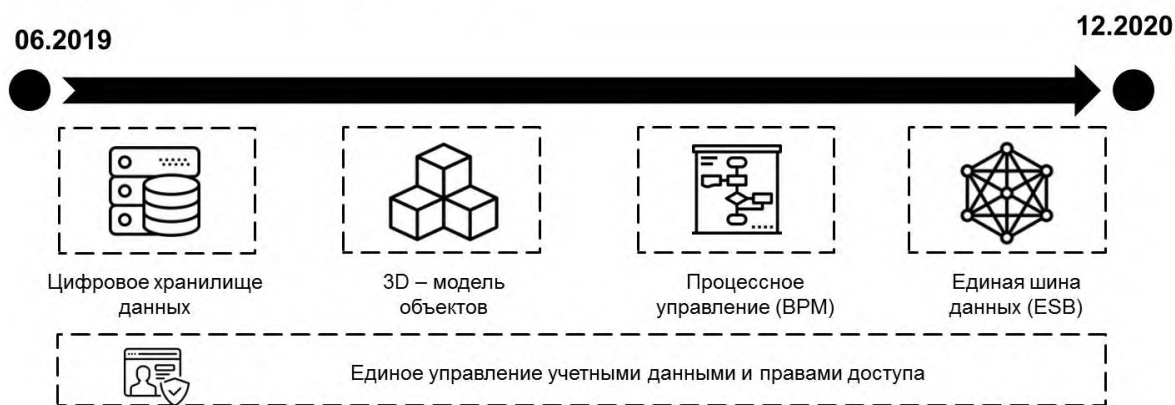 06.2019
12.2020
Цифровое хранилище
данных
3D – модель
объектов
Процессное
управление (BPM)
Единая шина
данных (ESB)
Единое управление учетными данными и правами доступа